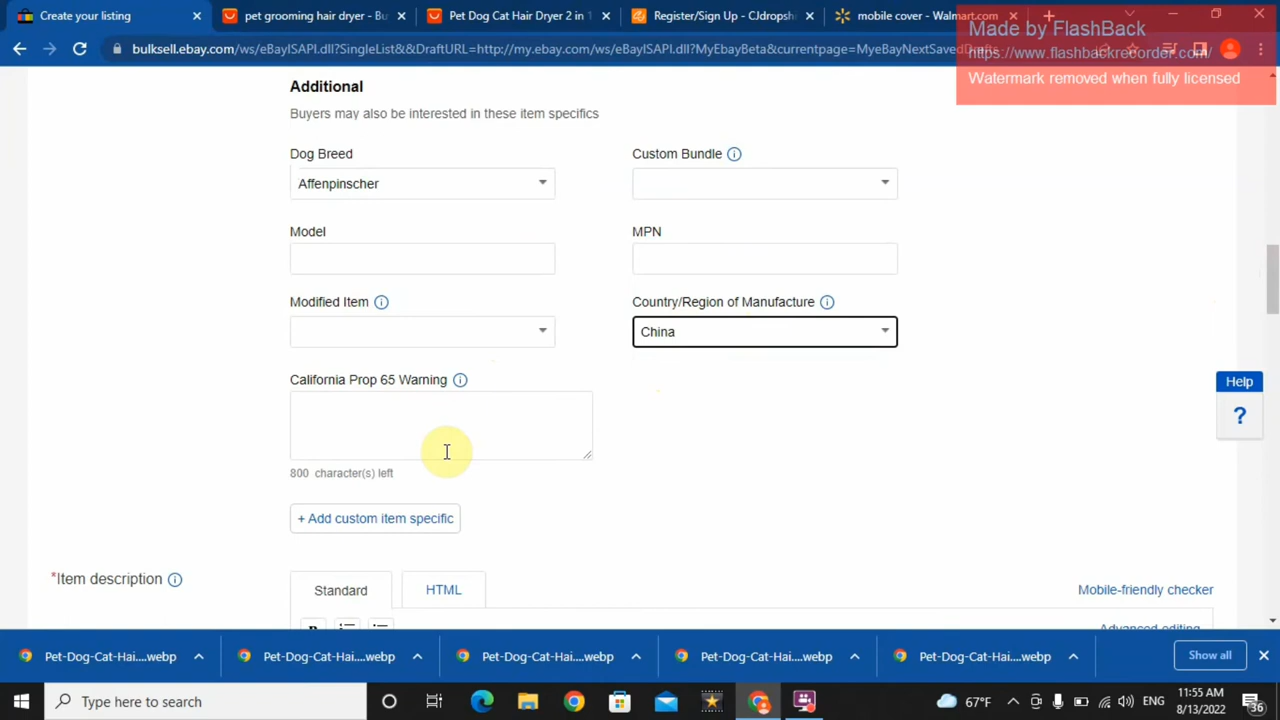 Create your listing
pet grooming hair dryer - Bu
Pet Dog Cat Hair Dryer 2 in 1
Register/Sign Up - CJdropsh
mobile cover - Walmart.com
Made by FlashBack
https://www.flashbackrecorder.com/
Watermark removed when fully licensed
bulksell.ebay.com/ws/eBayISAPI.dll?SingleList&&DraftURL=http://my.ebay.com/ws/eBayISAPI.dll?MyEbayBeta&currentpage=MyeBayNextSavedDrafts
Additional
Buyers may also be interested in these item specifics
Dog Breed
Custom Bundle
Affenpinscher
Model
MPN
Modified Item
Country/Region of Manufacture
China
California Prop 65 Warning
800 character(s) left
+ Add custom item specific
Help
?
*Item description
Standard
HTML
Mobile-friendly checker
B
Advanced editing
Pet-Dog-Cat-Hai....webp
Pet-Dog-Cat-Hai....webp
Pet-Dog-Cat-Hai....webp
Pet-Dog-Cat-Hai....webp
Pet-Dog-Cat-Hai....webp
Show all
Type here to search
67°F
ENG
11:55 AM
8/13/2022
36